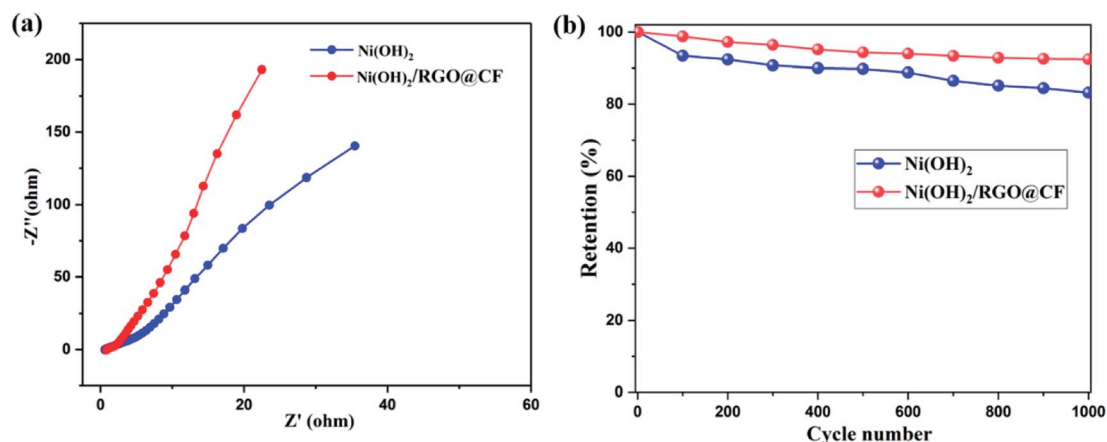 (a)
Ni(OH)₂
Ni(OH)₂/RGO@CF
200
150
100
50
0
-Z''(ohm)
0 20 40 60
Z' (ohm)
(b)
100
80
60
40
20
0
Retention (%)
Ni(OH)₂
Ni(OH)₂/RGO@CF
0 200 400 600 800 1000
Cycle number